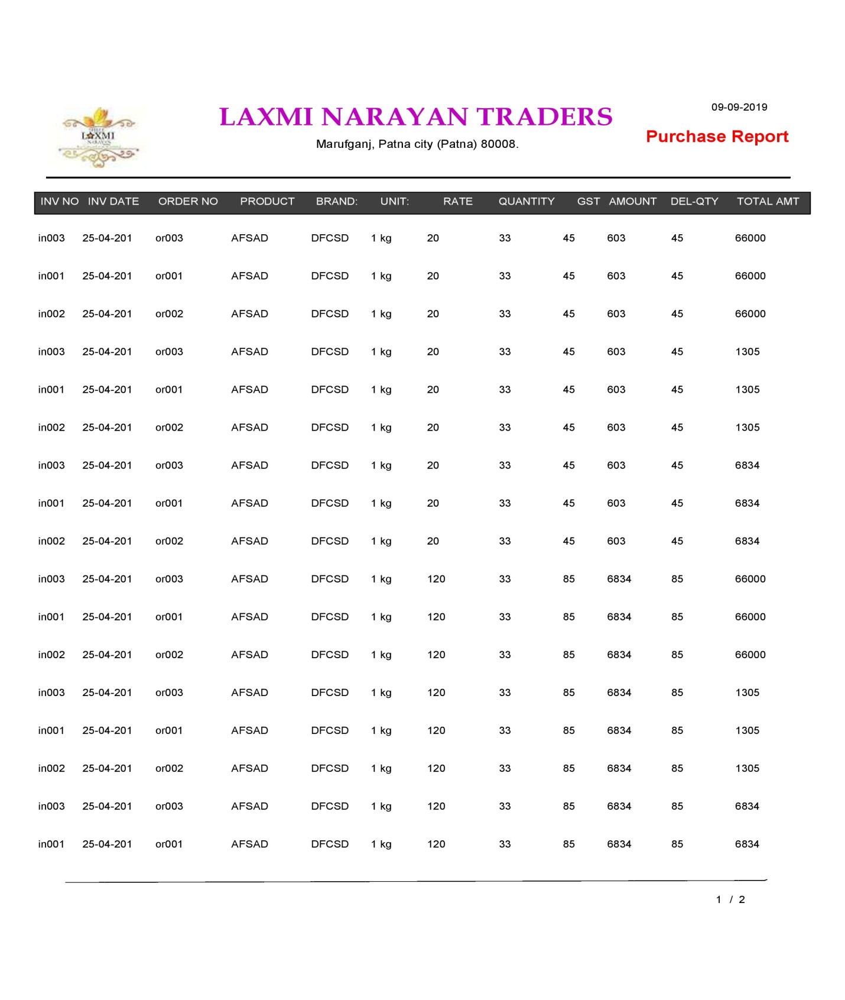 LAXMI NARAYAN TRADERS
09-09-2019
Marufganj, Patna city (Patna) 80008.
Purchase Report
LAXMI
NARAYAN
INV NO INV DATE ORDER NO PRODUCT BRAND: UNIT: RATE QUANTITY GST AMOUNT DEL-QTY TOTAL AMT
in003 25-04-201 or003 AFSAD DFCSD 1 kg 20 33 45 603 45 66000
in001 25-04-201 or001 AFSAD DFCSD 1 kg 20 33 45 603 45 66000
in002 25-04-201 or002 AFSAD DFCSD 1 kg 20 33 45 603 45 66000
in003 25-04-201 or003 AFSAD DFCSD 1 kg 20 33 45 603 45 1305
in001 25-04-201 or001 AFSAD DFCSD 1 kg 20 33 45 603 45 1305
in002 25-04-201 or002 AFSAD DFCSD 1 kg 20 33 45 603 45 1305
in003 25-04-201 or003 AFSAD DFCSD 1 kg 20 33 45 603 45 6834
in001 25-04-201 or001 AFSAD DFCSD 1 kg 20 33 45 603 45 6834
in002 25-04-201 or002 AFSAD DFCSD 1 kg 20 33 45 603 45 6834
in003 25-04-201 or003 AFSAD DFCSD 1 kg 120 33 85 6834 85 66000
in001 25-04-201 or001 AFSAD DFCSD 1 kg 120 33 85 6834 85 66000
in002 25-04-201 or002 AFSAD DFCSD 1 kg 120 33 85 6834 85 66000
in003 25-04-201 or003 AFSAD DFCSD 1 kg 120 33 85 6834 85 1305
in001 25-04-201 or001 AFSAD DFCSD 1 kg 120 33 85 6834 85 1305
in002 25-04-201 or002 AFSAD DFCSD 1 kg 120 33 85 6834 85 1305
in003 25-04-201 or003 AFSAD DFCSD 1 kg 120 33 85 6834 85 6834
in001 25-04-201 or001 AFSAD DFCSD 1 kg 120 33 85 6834 85 6834
1 / 2